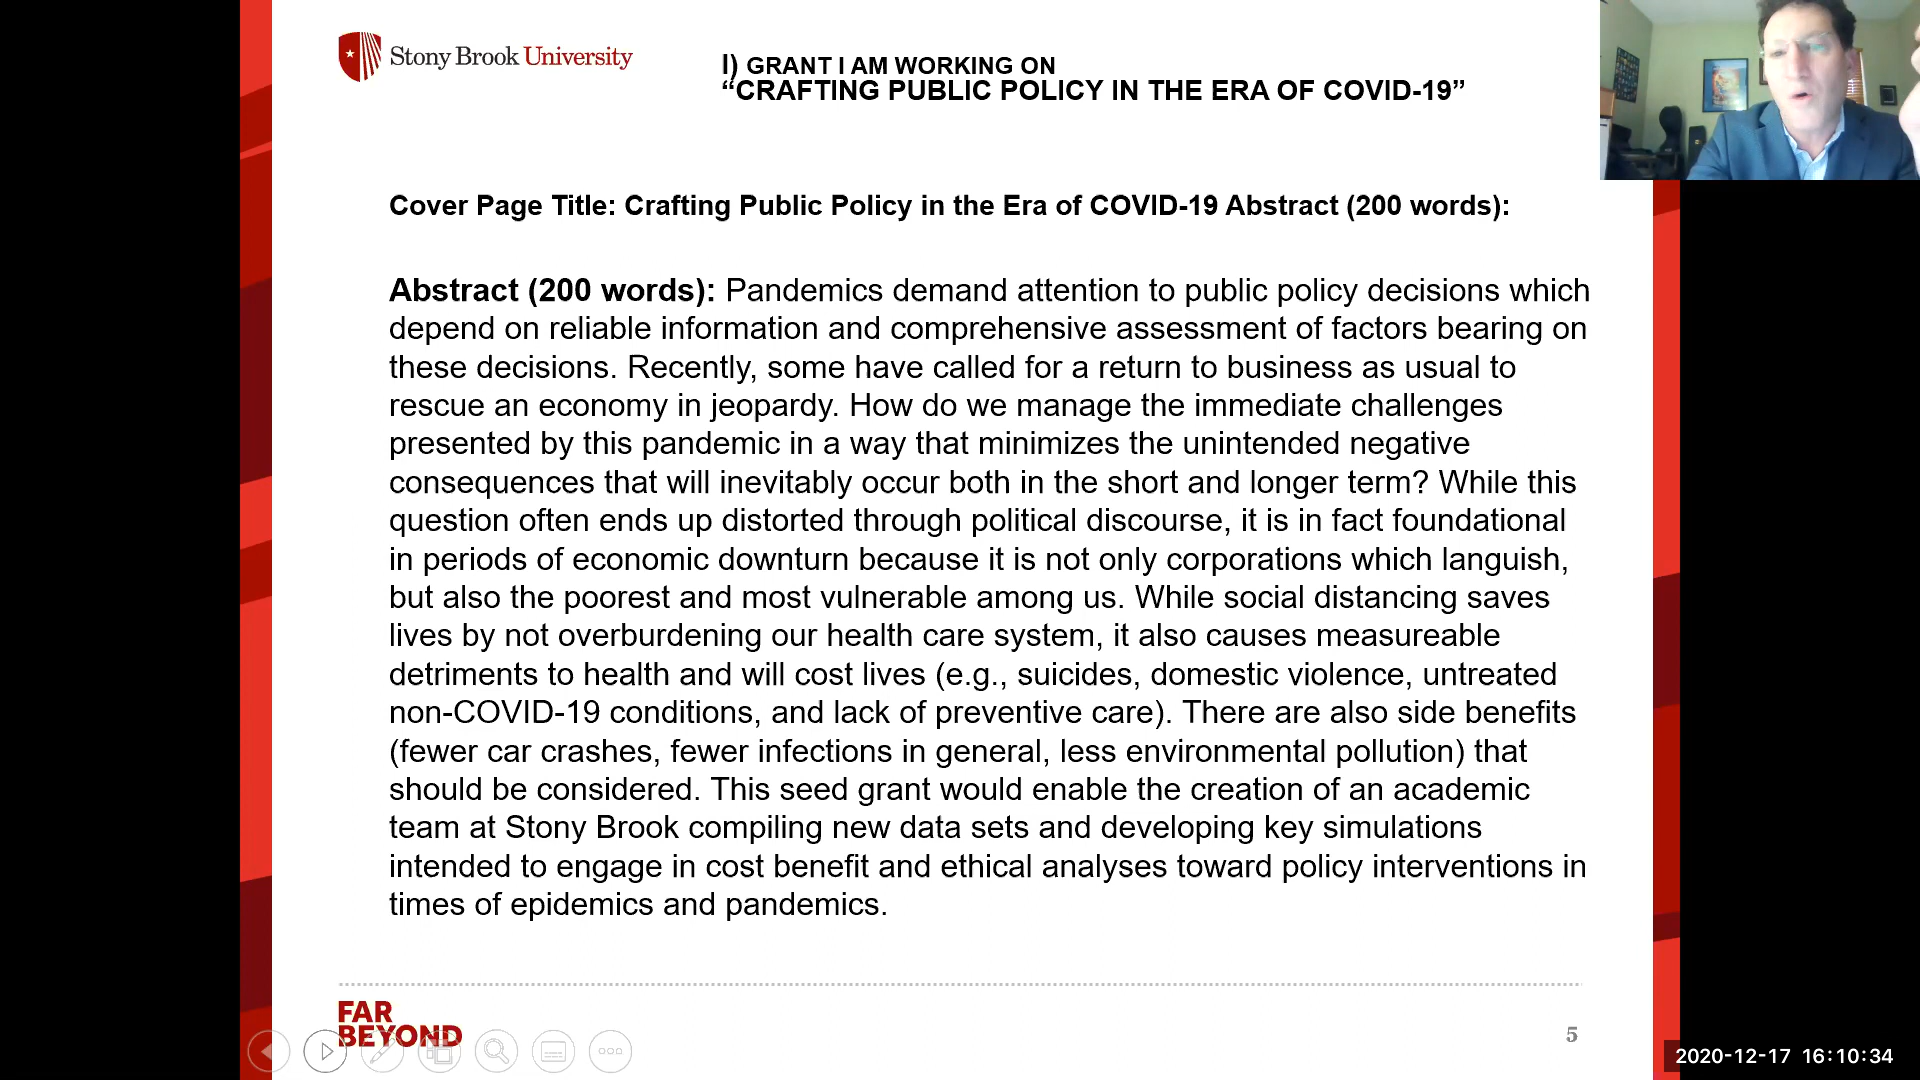 Stony Brook University
I) GRANT I AM WORKING ON
“CRAFTING PUBLIC POLICY IN THE ERA OF COVID-19”
Cover Page Title: Crafting Public Policy in the Era of COVID-19 Abstract (200 words):
Abstract (200 words): Pandemics demand attention to public policy decisions which
depend on reliable information and comprehensive assessment of factors bearing on
these decisions. Recently, some have called for a return to business as usual to
rescue an economy in jeopardy. How do we manage the immediate challenges
presented by this pandemic in a way that minimizes the unintended negative
consequences that will inevitably occur both in the short and longer term? While this
question often ends up distorted through political discourse, it is in fact foundational
in periods of economic downturn because it is not only corporations which languish,
but also the poorest and most vulnerable among us. While social distancing saves
lives by not overburdening our health care system, it also causes measureable
detriments to health and will cost lives (e.g., suicides, domestic violence, untreated
non-COVID-19 conditions, and lack of preventive care). There are also side benefits
(fewer car crashes, fewer infections in general, less environmental pollution) that
should be considered. This seed grant would enable the creation of an academic
team at Stony Brook compiling new data sets and developing key simulations
intended to engage in cost benefit and ethical analyses toward policy interventions in
times of epidemics and pandemics.
FAR
BEYOND
5
2020-12-17 16:10:34